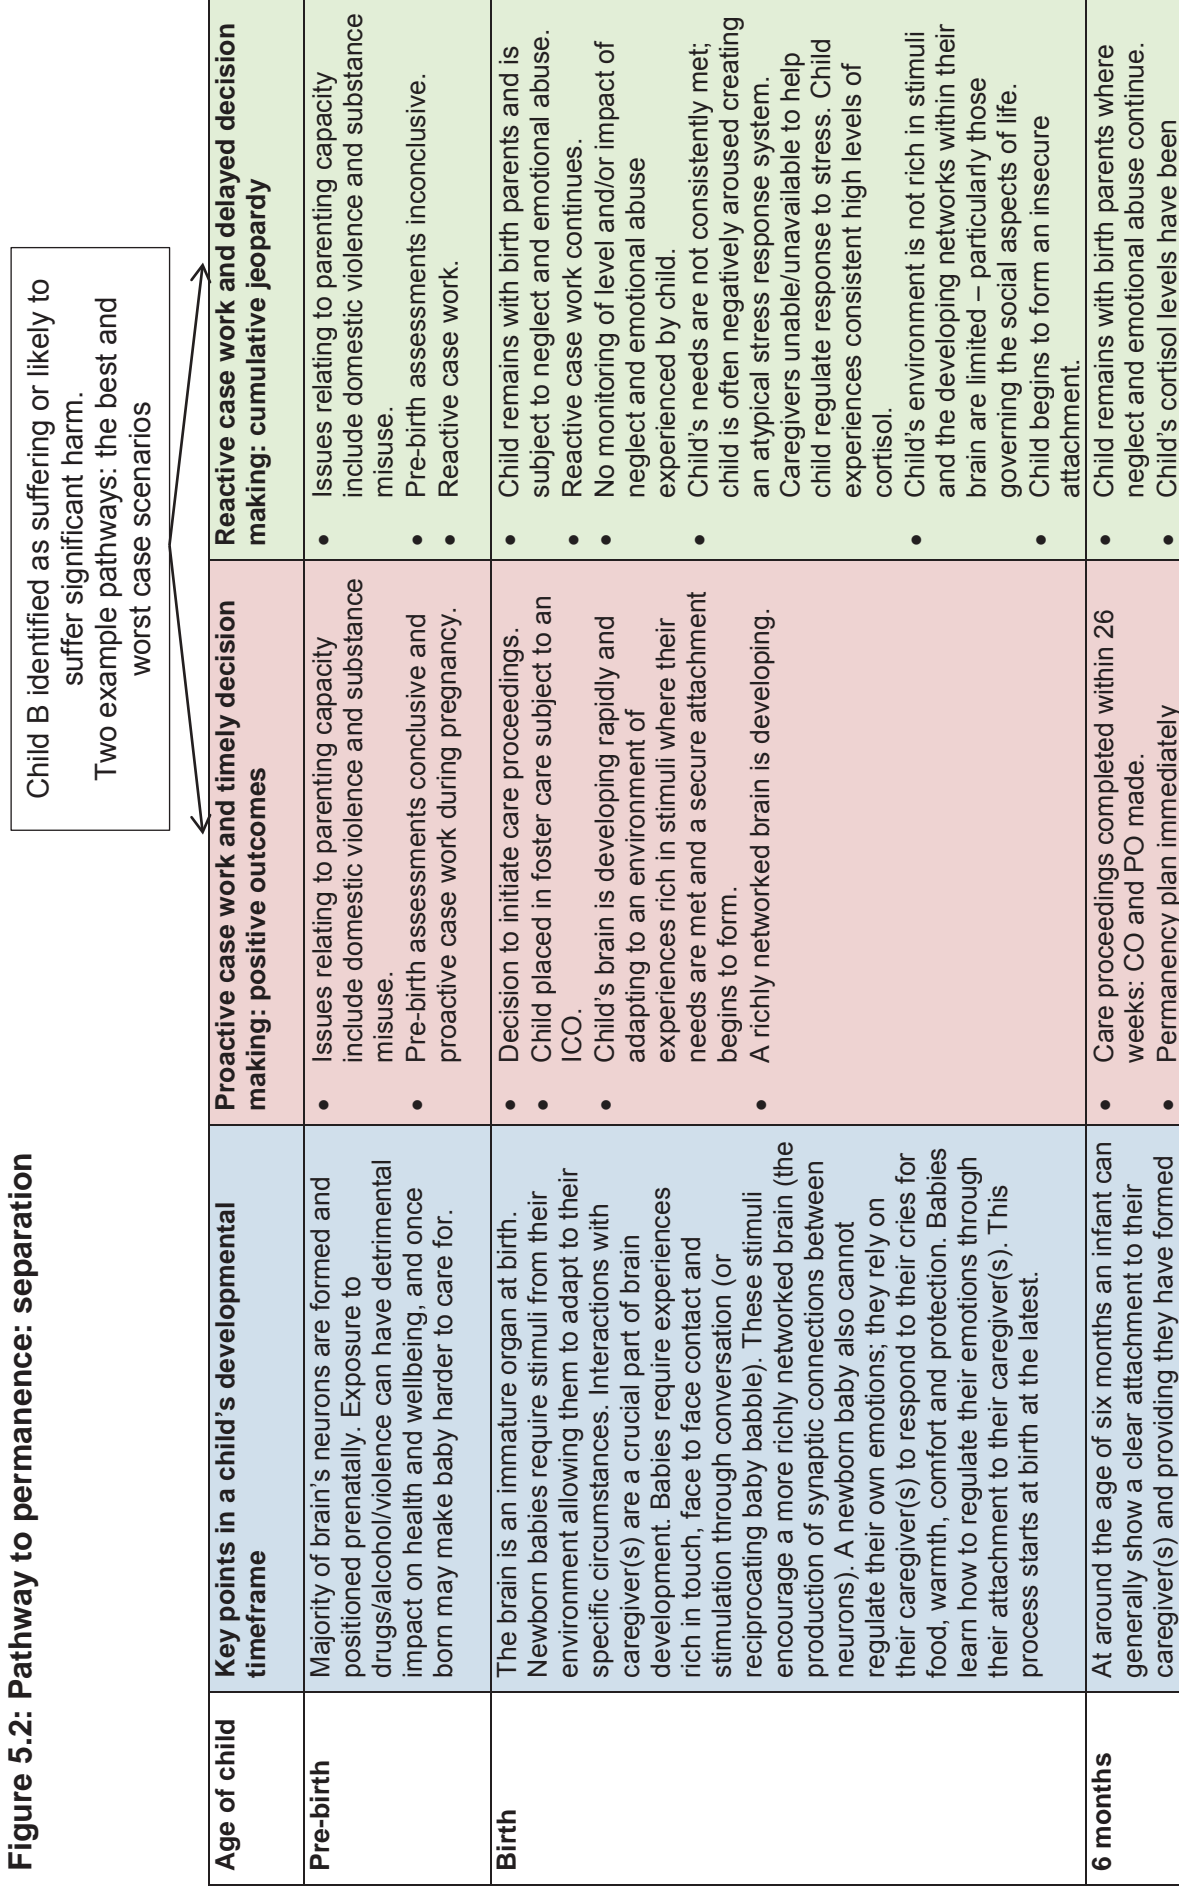 Figure 5.2: Pathway to permanence: separation
Child B identified as suffering or likely to
suffer significant harm.
Two example pathways: the best and
worst case scenarios
Age of child
Key points in a child's developmental
timeframe
Proactive case work and timely decision
making: positive outcomes
Reactive case work and delayed decision
making: cumulative jeopardy
Pre-birth
Majority of brain's neurons are formed and
positioned prenatally. Exposure to
drugs/alcohol/violence can have detrimental
impact on health and wellbeing, and once
born may make baby harder to care for.
• Issues relating to parenting capacity
include domestic violence and substance
misuse.
• Pre-birth assessments conclusive and
proactive case work during pregnancy.
• Issues relating to parenting capacity
include domestic violence and substance
misuse.
• Pre-birth assessments inconclusive.
• Reactive case work.
Birth
The brain is an immature organ at birth.
Newborn babies require stimuli from their
environment allowing them to adapt to their
specific circumstances. Interactions with
caregiver(s) are a crucial part of brain
development. Babies require experiences
rich in touch, face to face contact and
stimulation through conversation (or
reciprocating baby babble). These stimuli
encourage a more richly networked brain (the
production of synaptic connections between
neurons). A newborn baby also cannot
regulate their own emotions; they rely on
their caregiver(s) to respond to their cries for
food, warmth, comfort and protection. Babies
learn how to regulate their emotions through
their attachment to their caregiver(s). This
process starts at birth at the latest.
• Decision to initiate care proceedings.
• Child placed in foster care subject to an
ICO.
• Child's brain is developing rapidly and
adapting to an environment of
experiences rich in stimuli where their
needs are met and a secure attachment
begins to form.
• A richly networked brain is developing.
• Child remains with birth parents and is
subject to neglect and emotional abuse.
• Reactive case work continues.
• No monitoring of level and/or impact of
neglect and emotional abuse
experienced by child.
• Child's needs are not consistently met;
child is often negatively aroused creating
an atypical stress response system.
Caregivers unable/unavailable to help
child regulate response to stress. Child
experiences consistent high levels of
cortisol.
• Child's environment is not rich in stimuli
and the developing networks within their
brain are limited – particularly those
governing the social aspects of life.
• Child begins to form an insecure
attachment.
6 months
At around the age of six months an infant can
generally show a clear attachment to their
caregiver(s) and providing they have formed
• Care proceedings completed within 26
weeks: CO and PO made.
• Permanency plan immediately
• Child remains with birth parents where
neglect and emotional abuse continue.
• Child's cortisol levels have been